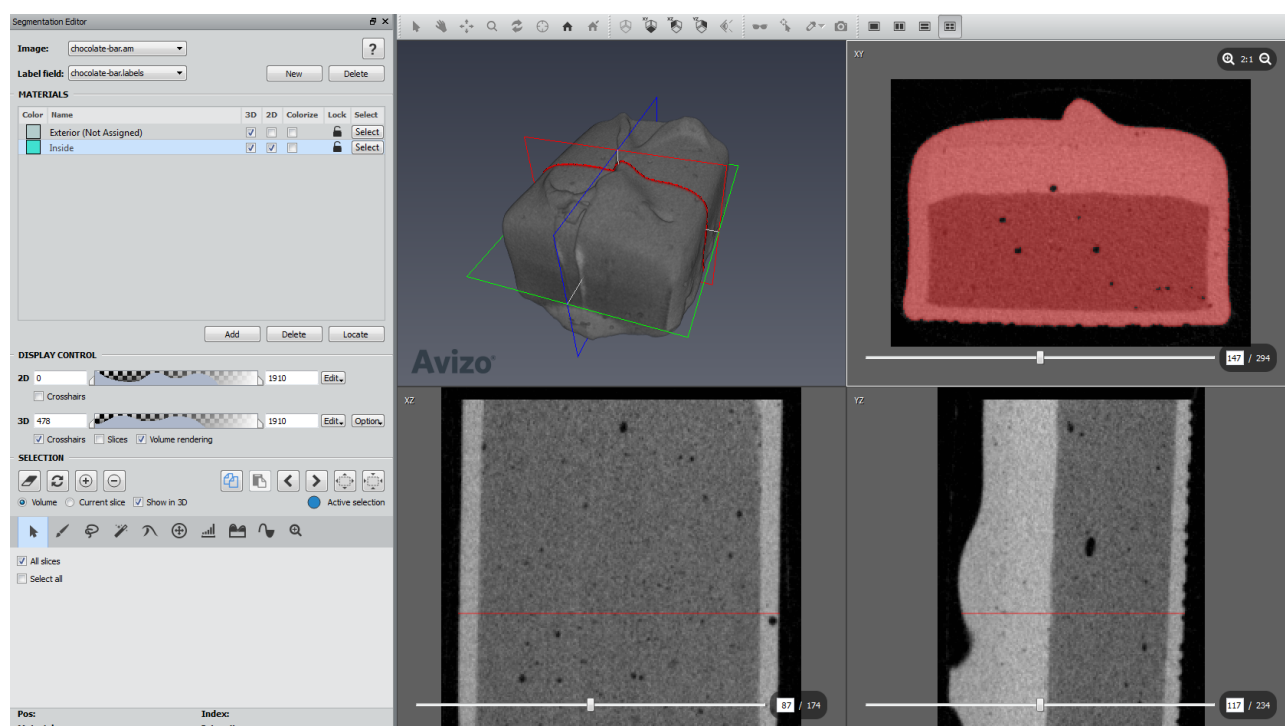 Segmentation Editor
Image: chocolate-bar.am ?
Label field: chocolate-bar.labels New Delete
MATERIALS
Color Name 3D 2D Colorize Lock Select
Exterior (Not Assigned) Select
Inside Select
Add Delete Locate
DISPLAY CONTROL
2D 0 1910 Edit
Crosshairs
3D 478 1910 Edit Option
Crosshairs Slices Volume rendering
SELECTION
Volume Current slice Show in 3D Active selection
All slices
Select all
Pos: Index:
Avizo
XY
2:1
147 / 294
XZ
87 / 174
YZ
117 / 234